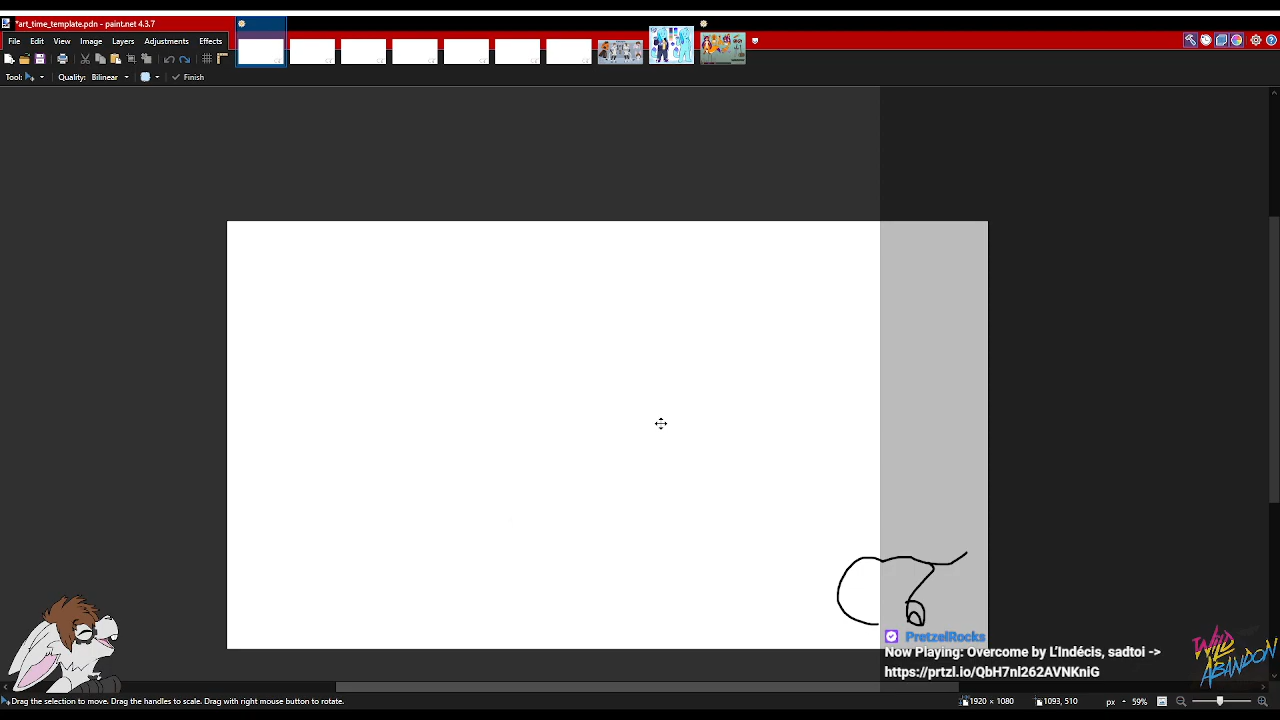 *art_time_template.pdn - paint.net 4.3.7
File Edit View Image Layers Adjustments Effects
Tool: Quality: Bilinear Finish
PretzelRocks
Now Playing: Overcome by L'Indécis, sadtoi ->
https://prtzl.io/QbH7nl262AVNKniG
WILD
ABANDON
Drag the selection to move. Drag the handles to scale. Drag with right mouse button to rotate.
1920 × 1080 1093, 510 px 59%